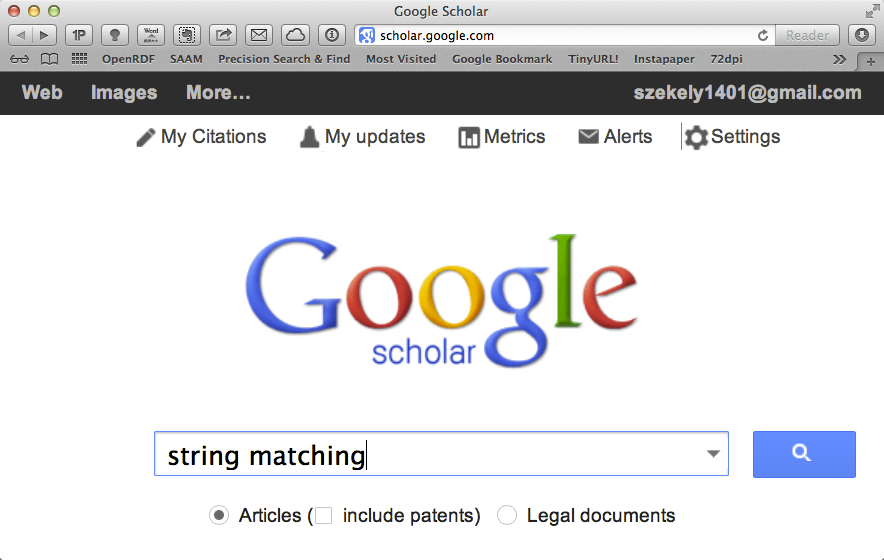 Google Scholar
1P Word scholar.google.com Reader
OpenRDF SAAM Precision Search & Find Most Visited Google Bookmark TinyURL! Instapaper 72dpi
Web Images More... szekely1401@gmail.com
My Citations My updates Metrics Alerts Settings
Google
scholar
string matching
Articles (include patents) Legal documents